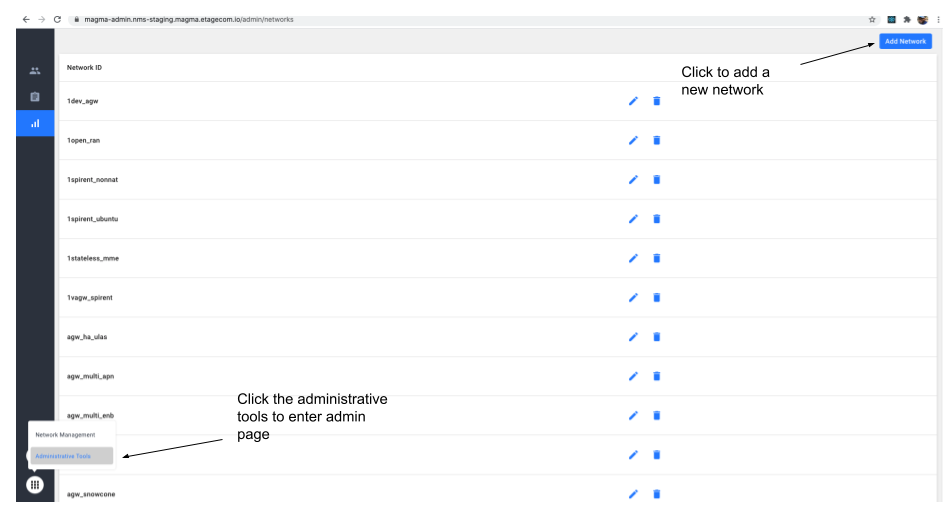 magma-admin.nms-staging.magma.etagecom.io/admin/networks
Add Network
Network ID
Click to add a
new network
1dev_agw
1open_ran
1spirent_nonnat
1spirent_ubuntu
1stateless_mme
1vagw_spirent
agw_ha_ulas
agw_multi_apn
Click the administrative
tools to enter admin
page
agw_multi_enb
Network Management
Administrative Tools
agw_snowcone